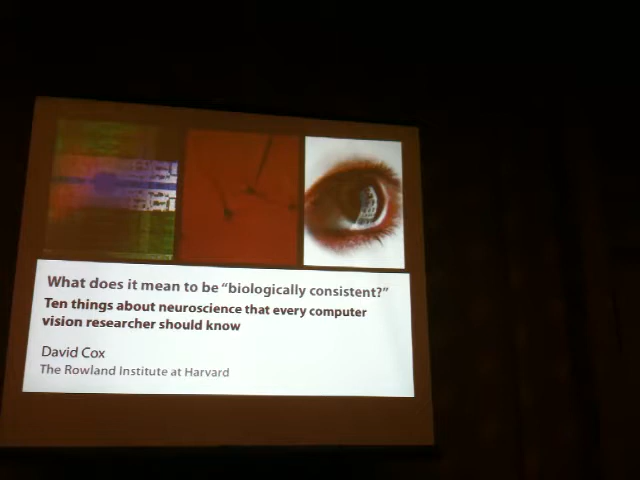 What does it mean to be “biologically consistent?”
Ten things about neuroscience that every computer
vision researcher should know
David Cox
The Rowland Institute at Harvard